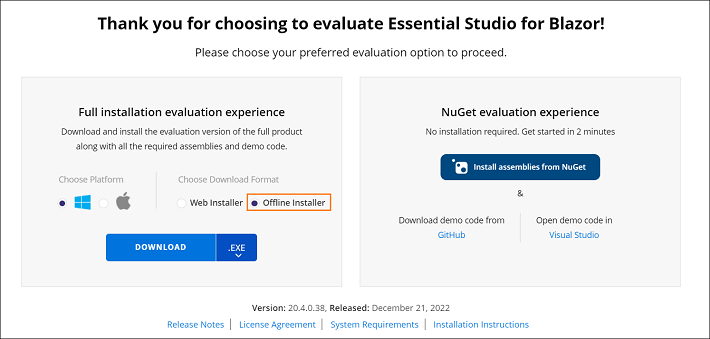 Thank you for choosing to evaluate Essential Studio for Blazor!
Please choose your preferred evaluation option to proceed.
Full installation evaluation experience
Download and install the evaluation version of the full product
along with all the required assemblies and demo code.
Choose Platform
Choose Download Format
Web Installer
Offline Installer
DOWNLOAD
.EXE
NuGet evaluation experience
No installation required. Get started in 2 minutes
Install assemblies from NuGet
&
Download demo code from
GitHub
Open demo code in
Visual Studio
Version: 20.4.0.38, Released: December 21, 2022
Release Notes | License Agreement | System Requirements | Installation Instructions